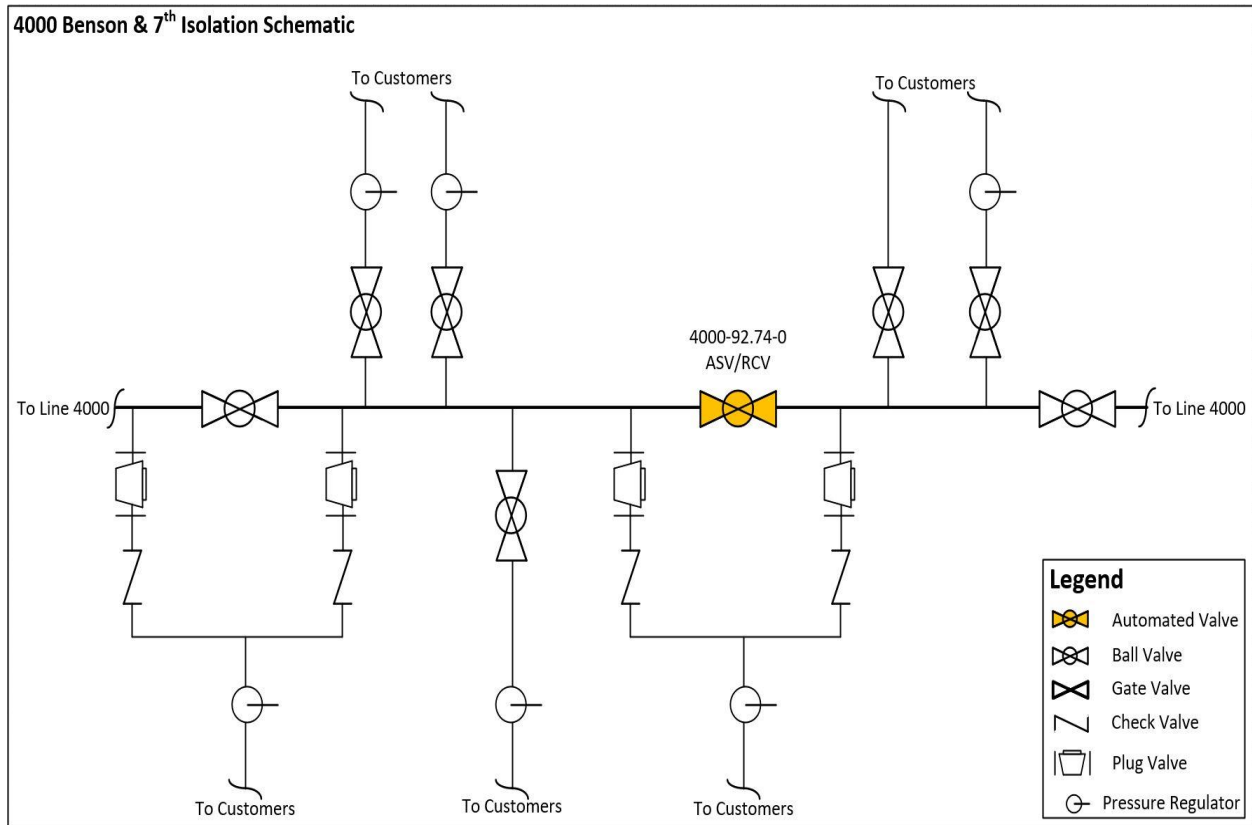 4000 Benson & 7th Isolation Schematic
To Customers
To Customers
4000-92.74-0
ASV/RCV
To Line 4000
To Line 4000
To Customers
To Customers
To Customers
Legend
Automated Valve
Ball Valve
Gate Valve
Check Valve
Plug Valve
Pressure Regulator